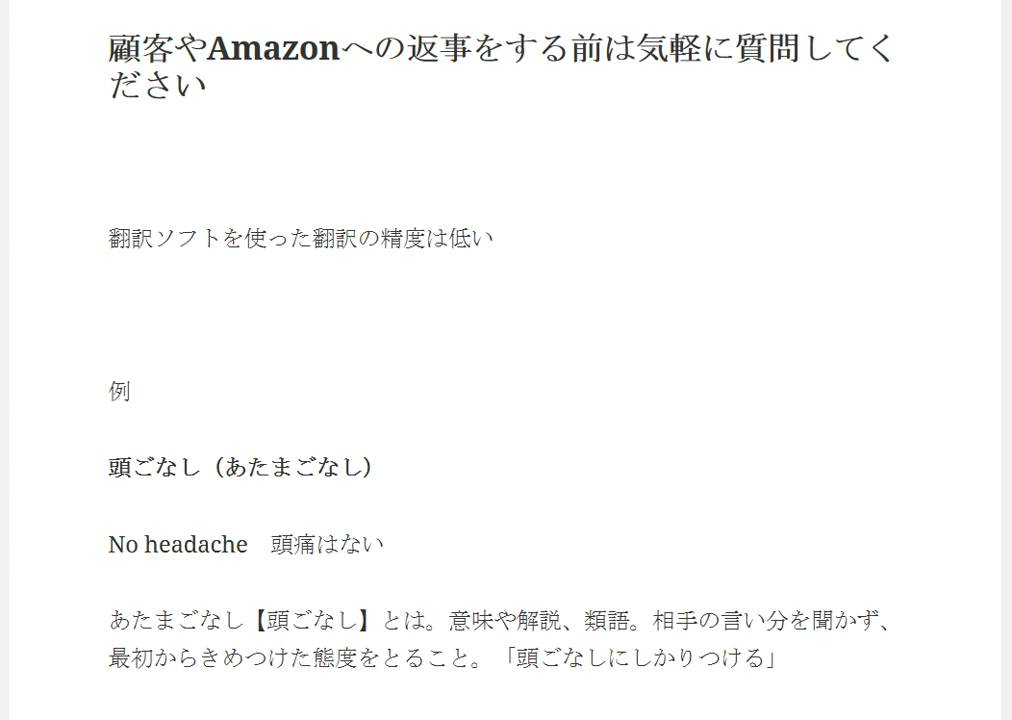 顧客やAmazonへの返事をする前は気軽に質問してく
ださい
翻訳ソフトを使った翻訳の精度は低い
例
頭ごなし（あたまごなし）
No headache　頭痛はない
あたまごなし【頭ごなし】とは。意味や解説、類語。相手の言い分を聞かず、
最初からきめつけた態度をとること。「頭ごなしにしかりつける」